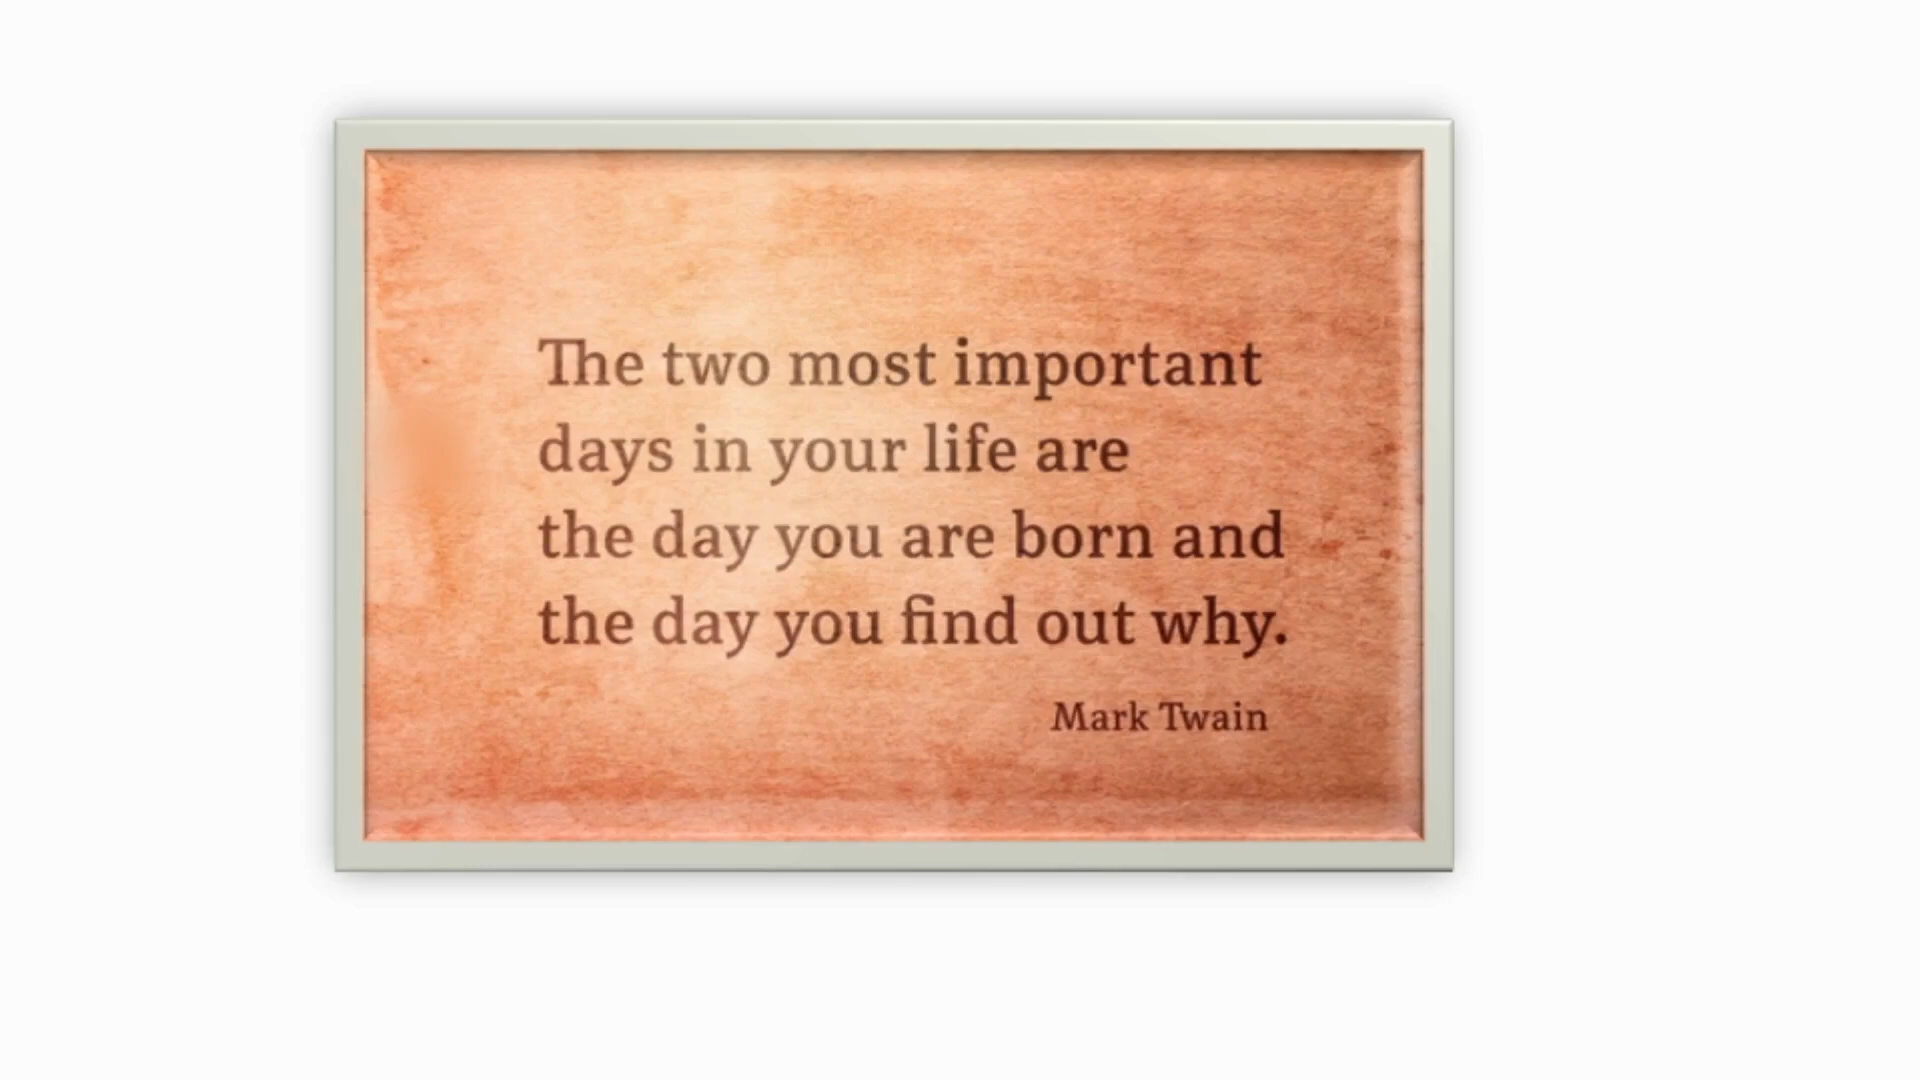 The two most important
days in your life are
the day you are born and
the day you find out why.
Mark Twain